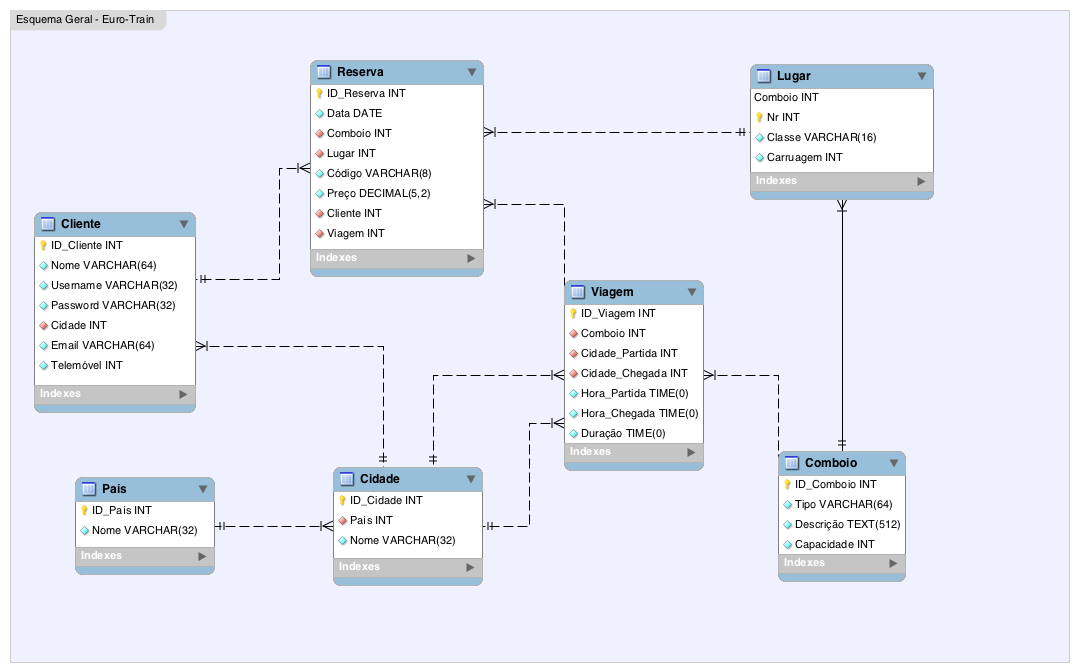 Esquema Geral - Euro-Train
Reserva
ID_Reserva INT
Data DATE
Comboio INT
Lugar INT
Código VARCHAR(8)
Preço DECIMAL(5,2)
Cliente INT
Viagem INT
Indexes
Lugar
Comboio INT
Nr INT
Classe VARCHAR(16)
Carruagem INT
Indexes
Cliente
ID_Cliente INT
Nome VARCHAR(64)
Username VARCHAR(32)
Password VARCHAR(32)
Cidade INT
Email VARCHAR(64)
Telemóvel INT
Indexes
Viagem
ID_Viagem INT
Comboio INT
Cidade_Partida INT
Cidade_Chegada INT
Hora_Partida TIME(0)
Hora_Chegada TIME(0)
Duração TIME(0)
Indexes
País
ID_País INT
Nome VARCHAR(32)
Indexes
Cidade
ID_Cidade INT
País INT
Nome VARCHAR(32)
Indexes
Comboio
ID_Comboio INT
Tipo VARCHAR(64)
Descrição TEXT(512)
Capacidade INT
Indexes